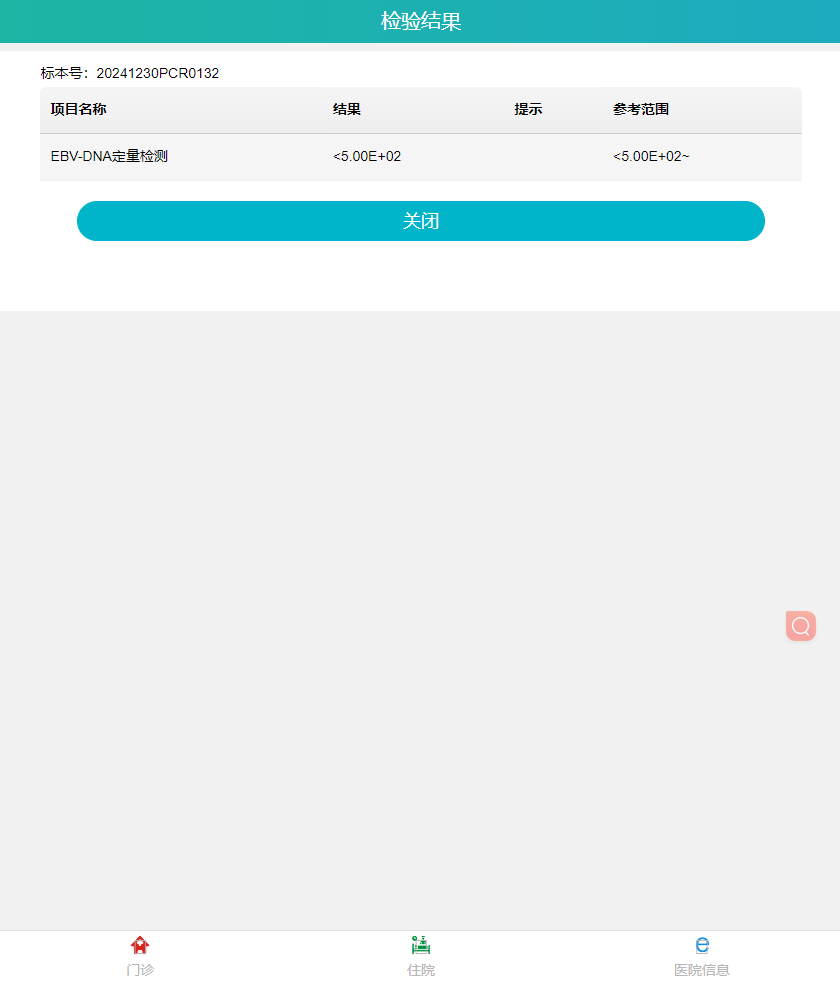 检验结果
标本号：20241230PCR0132
项目名称 结果 提示 参考范围
EBV-DNA定量检测 <5.00E+02 <5.00E+02~
关闭
门诊 住院 医院信息